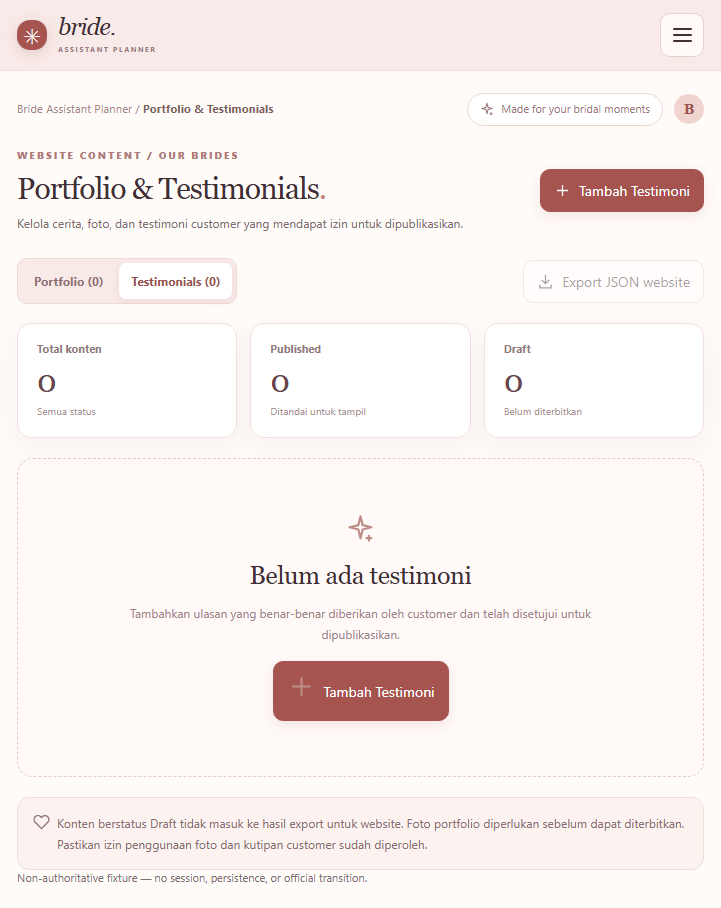 bride.
ASSISTANT PLANNER
Bride Assistant Planner / Portfolio & Testimonials
Made for your bridal moments
B
WEBSITE CONTENT / OUR BRIDES
Portfolio & Testimonials.
Tambah Testimoni
Kelola cerita, foto, dan testimoni customer yang mendapat izin untuk dipublikasikan.
Portfolio (0)
Testimonials (0)
Export JSON website
Total konten
0
Semua status
Published
0
Ditandai untuk tampil
Draft
0
Belum diterbitkan
Belum ada testimoni
Tambahkan ulasan yang benar-benar diberikan oleh customer dan telah disetujui untuk
dipublikasikan.
Tambah Testimoni
Konten berstatus Draft tidak masuk ke hasil export untuk website. Foto portfolio diperlukan sebelum dapat diterbitkan.
Pastikan izin penggunaan foto dan kutipan customer sudah diperoleh.
Non-authoritative fixture — no session, persistence, or official transition.